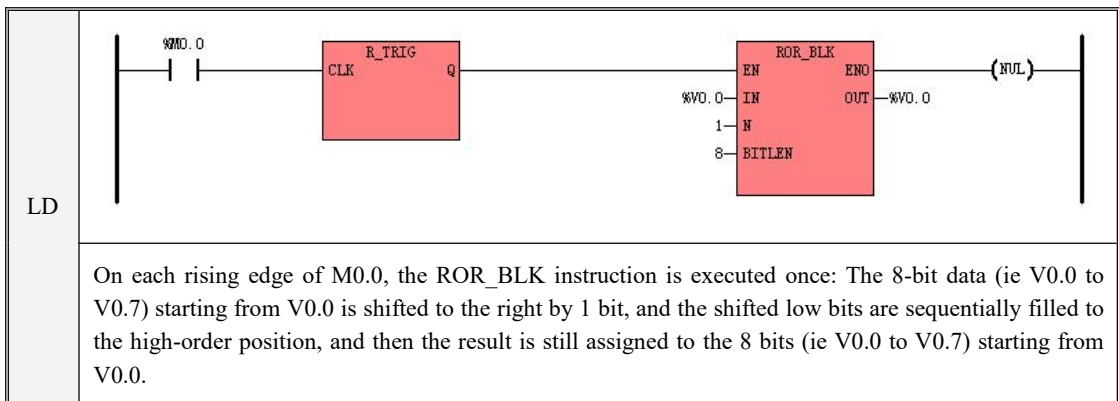 %M0.0
R_TRIG
ROR_BLK
CLK Q
EN ENO
(NUL)
%V0.0 IN OUT %V0.0
1 N
8 BITLEN
LD
On each rising edge of M0.0, the ROR_BLK instruction is executed once: The 8-bit data (ie V0.0 to
V0.7) starting from V0.0 is shifted to the right by 1 bit, and the shifted low bits are sequentially filled to
the high-order position, and then the result is still assigned to the 8 bits (ie V0.0 to V0.7) starting from
V0.0.